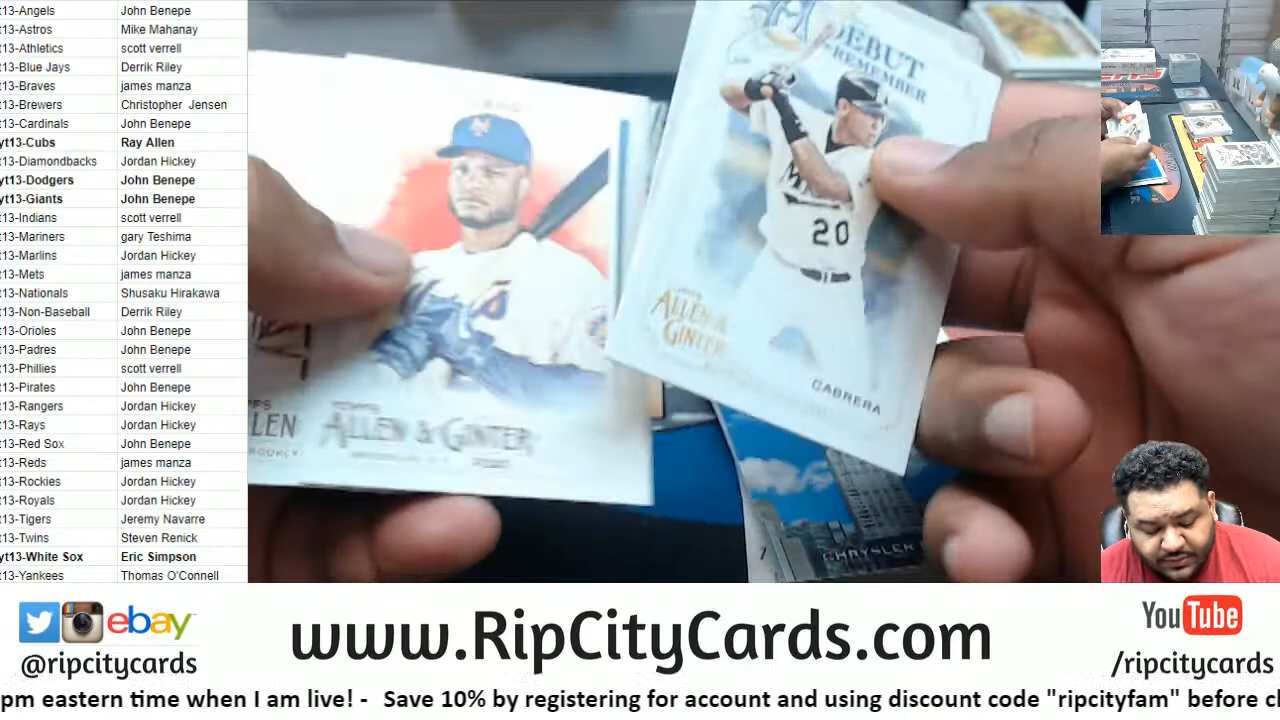 t13-Angels John Benepe
t13-Astros Mike Mahanay
t13-Athletics scott verrell
t13-Blue Jays Derrik Riley
t13-Braves james manza
t13-Brewers Christopher Jensen
t13-Cardinals John Benepe
yt13-Cubs Ray Allen
t13-Diamondbacks Jordan Hickey
yt13-Dodgers John Benepe
yt13-Giants John Benepe
t13-Indians scott verrell
t13-Mariners gary Teshima
t13-Marlins Jordan Hickey
t13-Mets james manza
t13-Nationals Shusaku Hirakawa
t13-Non-Baseball Derrik Riley
t13-Orioles John Benepe
t13-Padres John Benepe
t13-Phillies scott verrell
t13-Pirates John Benepe
t13-Rangers Jordan Hickey
t13-Rays Jordan Hickey
t13-Red Sox John Benepe
t13-Reds james manza
t13-Rockies Jordan Hickey
t13-Royals Jordan Hickey
t13-Tigers Jeremy Navarre
t13-Twins Steven Renick
yt13-White Sox Eric Simpson
t13-Yankees Thomas O'Connell
DEBUT
REMEMBER
20
ALLEN &
GINTER
CABRERA
LEN
ALLEN & GINTER
CHRYSLER
ebay
@ripcitycards
www.RipCityCards.com
YouTube
/ripcitycards
pm eastern time when I am live! - Save 10% by registering for account and using discount code "ripcityfam" before c